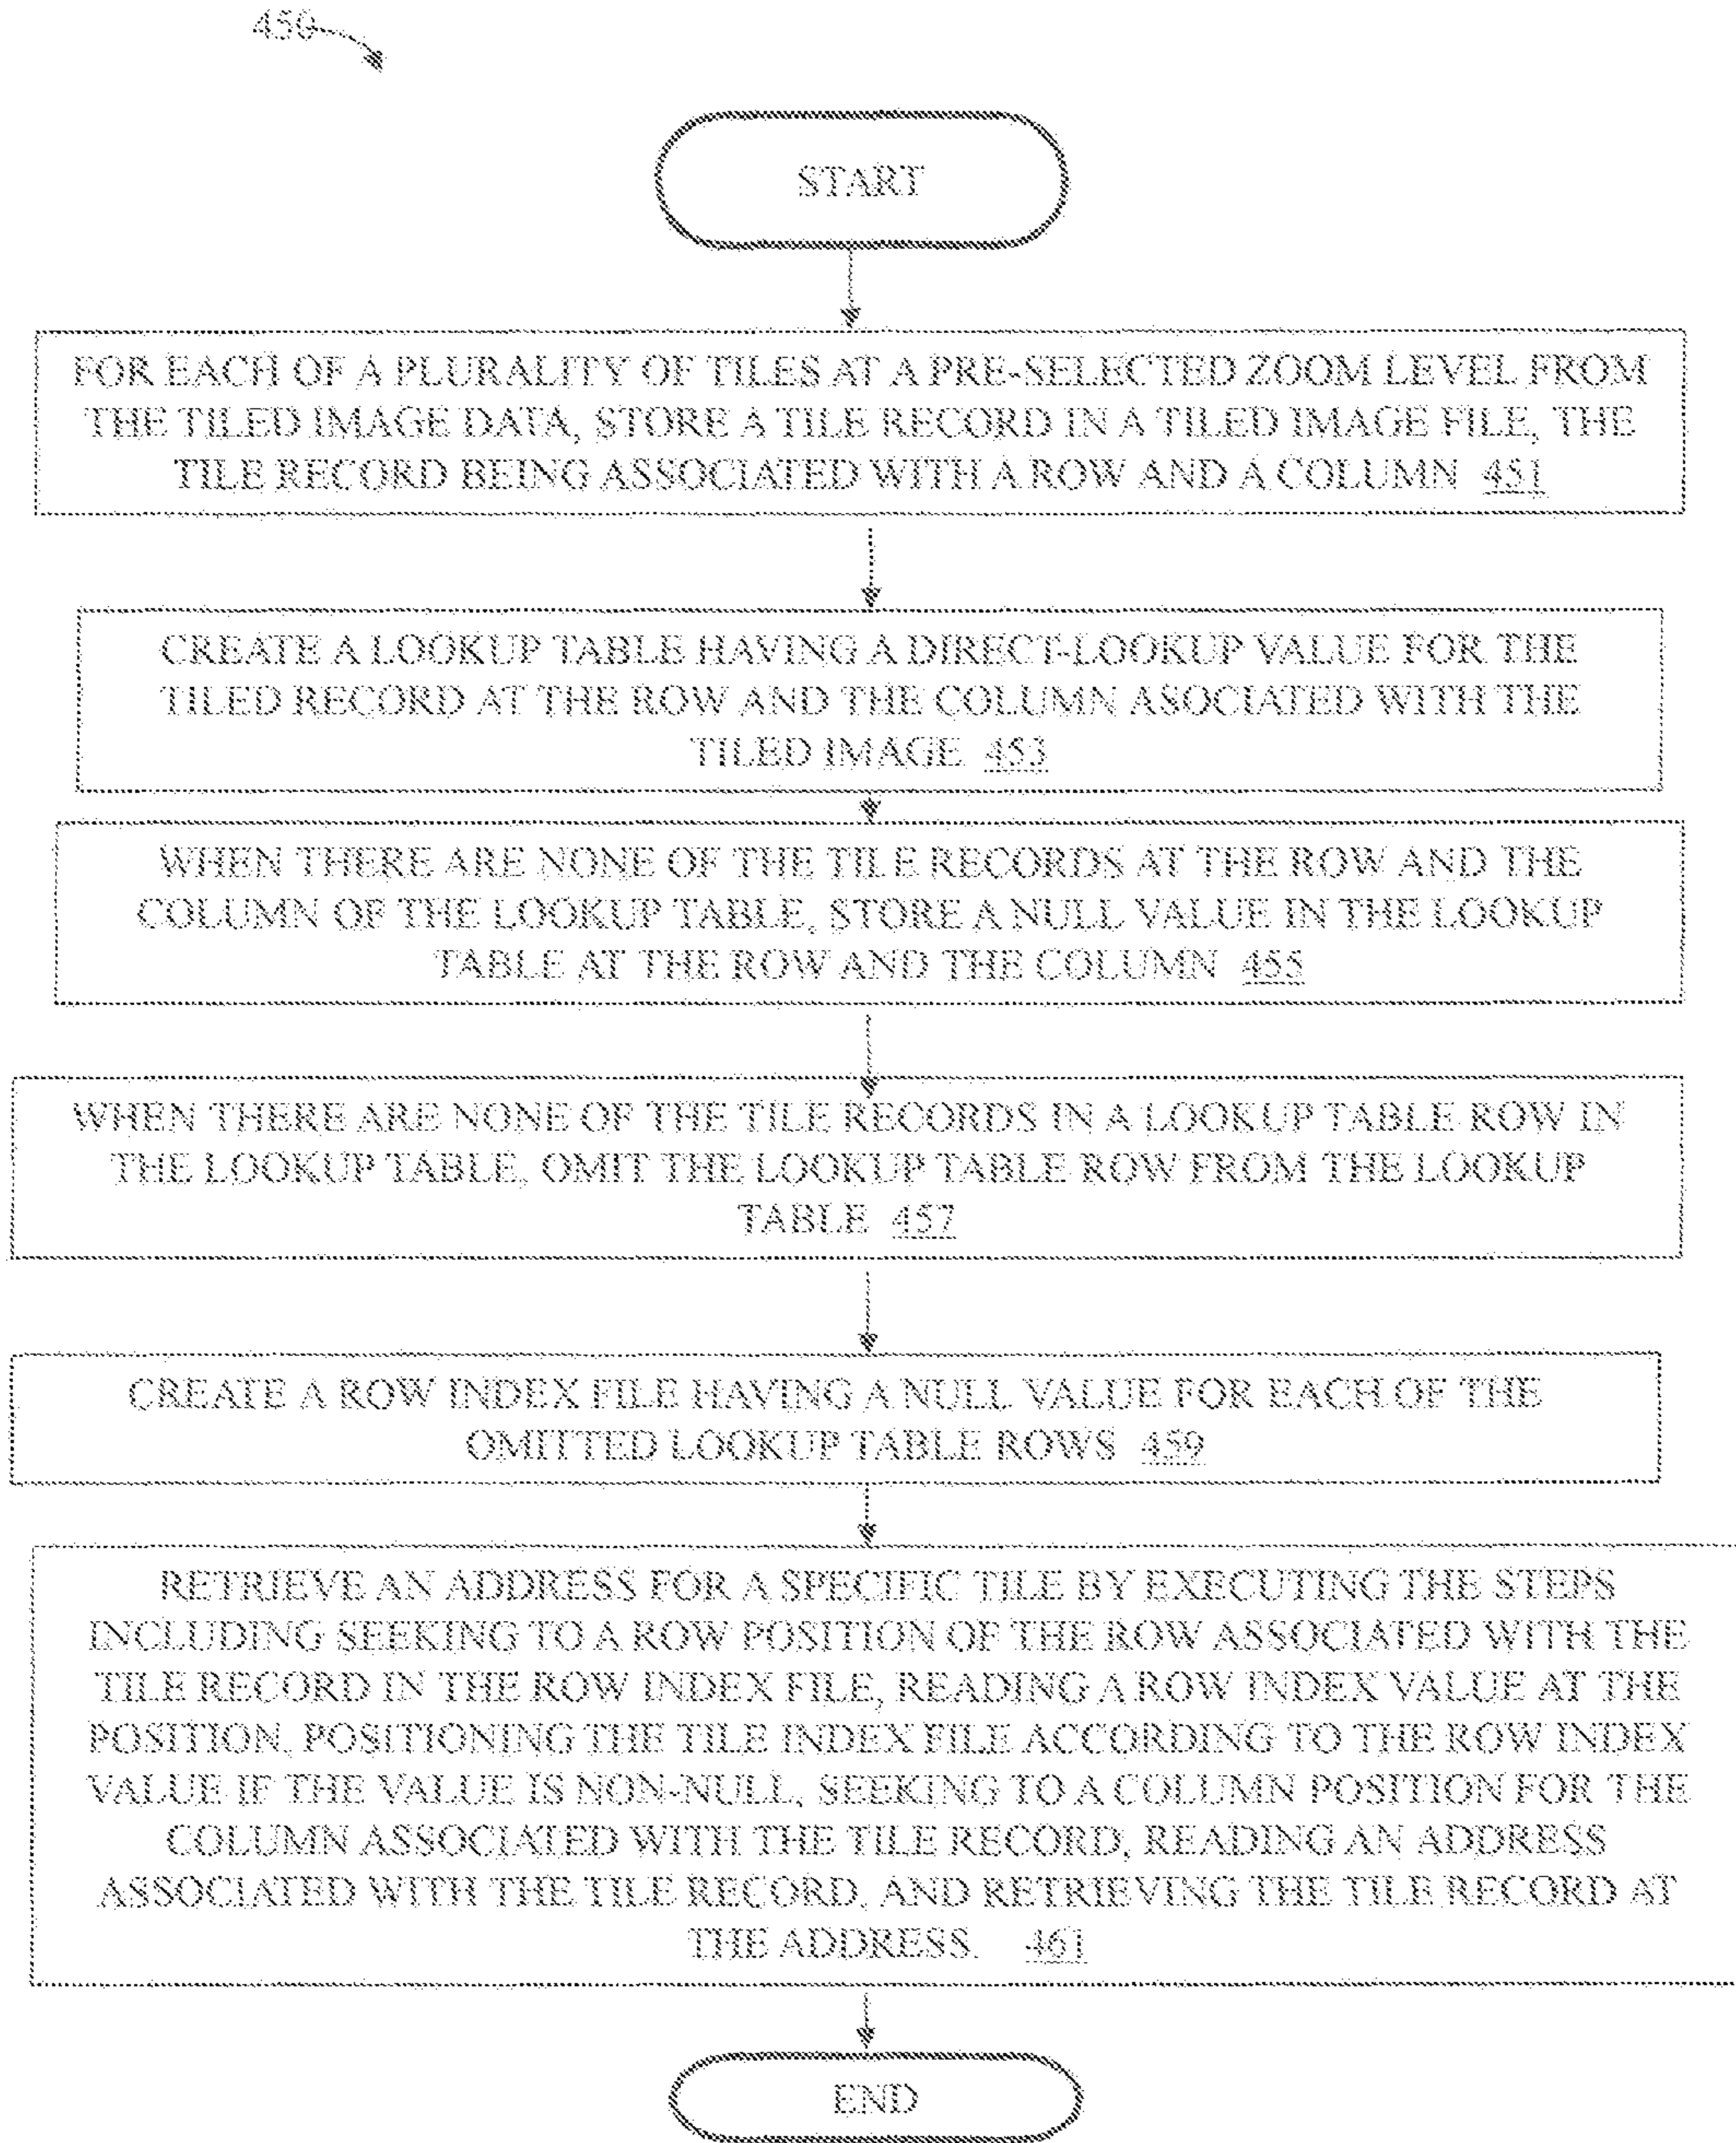 450
START
FOR EACH OF A PLURALITY OF TILES AT A PRE-SELECTED ZOOM LEVEL FROM
THE TILED IMAGE DATA, STORE A TILE RECORD IN A TILED IMAGE FILE, THE
TILE RECORD BEING ASSOCIATED WITH A ROW AND A COLUMN 451
CREATE A LOOKUP TABLE HAVING A DIRECT-LOOKUP VALUE FOR THE
TILED RECORD AT THE ROW AND THE COLUMN ASOCIATED WITH THE
TILED IMAGE 453
WHEN THERE ARE NONE OF THE TILE RECORDS AT THE ROW AND THE
COLUMN OF THE LOOKUP TABLE, STORE A NULL VALUE IN THE LOOKUP
TABLE AT THE ROW AND THE COLUMN 455
WHEN THERE ARE NONE OF THE TILE RECORDS IN A LOOKUP TABLE ROW IN
THE LOOKUP TABLE, OMIT THE LOOKUP TABLE ROW FROM THE LOOKUP
TABLE 457
CREATE A ROW INDEX FILE HAVING A NULL VALUE FOR EACH OF THE
OMITTED LOOKUP TABLE ROWS 459
RETRIEVE AN ADDRESS FOR A SPECIFIC TILE BY EXECUTING THE STEPS
INCLUDING SEEKING TO A ROW POSITION OF THE ROW ASSOCIATED WITH THE
TILE RECORD IN THE ROW INDEX FILE, READING A ROW INDEX VALUE AT THE
POSITION, POSITIONING THE TILE INDEX FILE ACCORDING TO THE ROW INDEX
VALUE IF THE VALUE IS NON-NULL, SEEKING TO A COLUMN POSITION FOR THE
COLUMN ASSOCIATED WITH THE TILE RECORD, READING AN ADDRESS
ASSOCIATED WITH THE TILE RECORD, AND RETRIEVING THE TILE RECORD AT
THE ADDRESS. 461
END